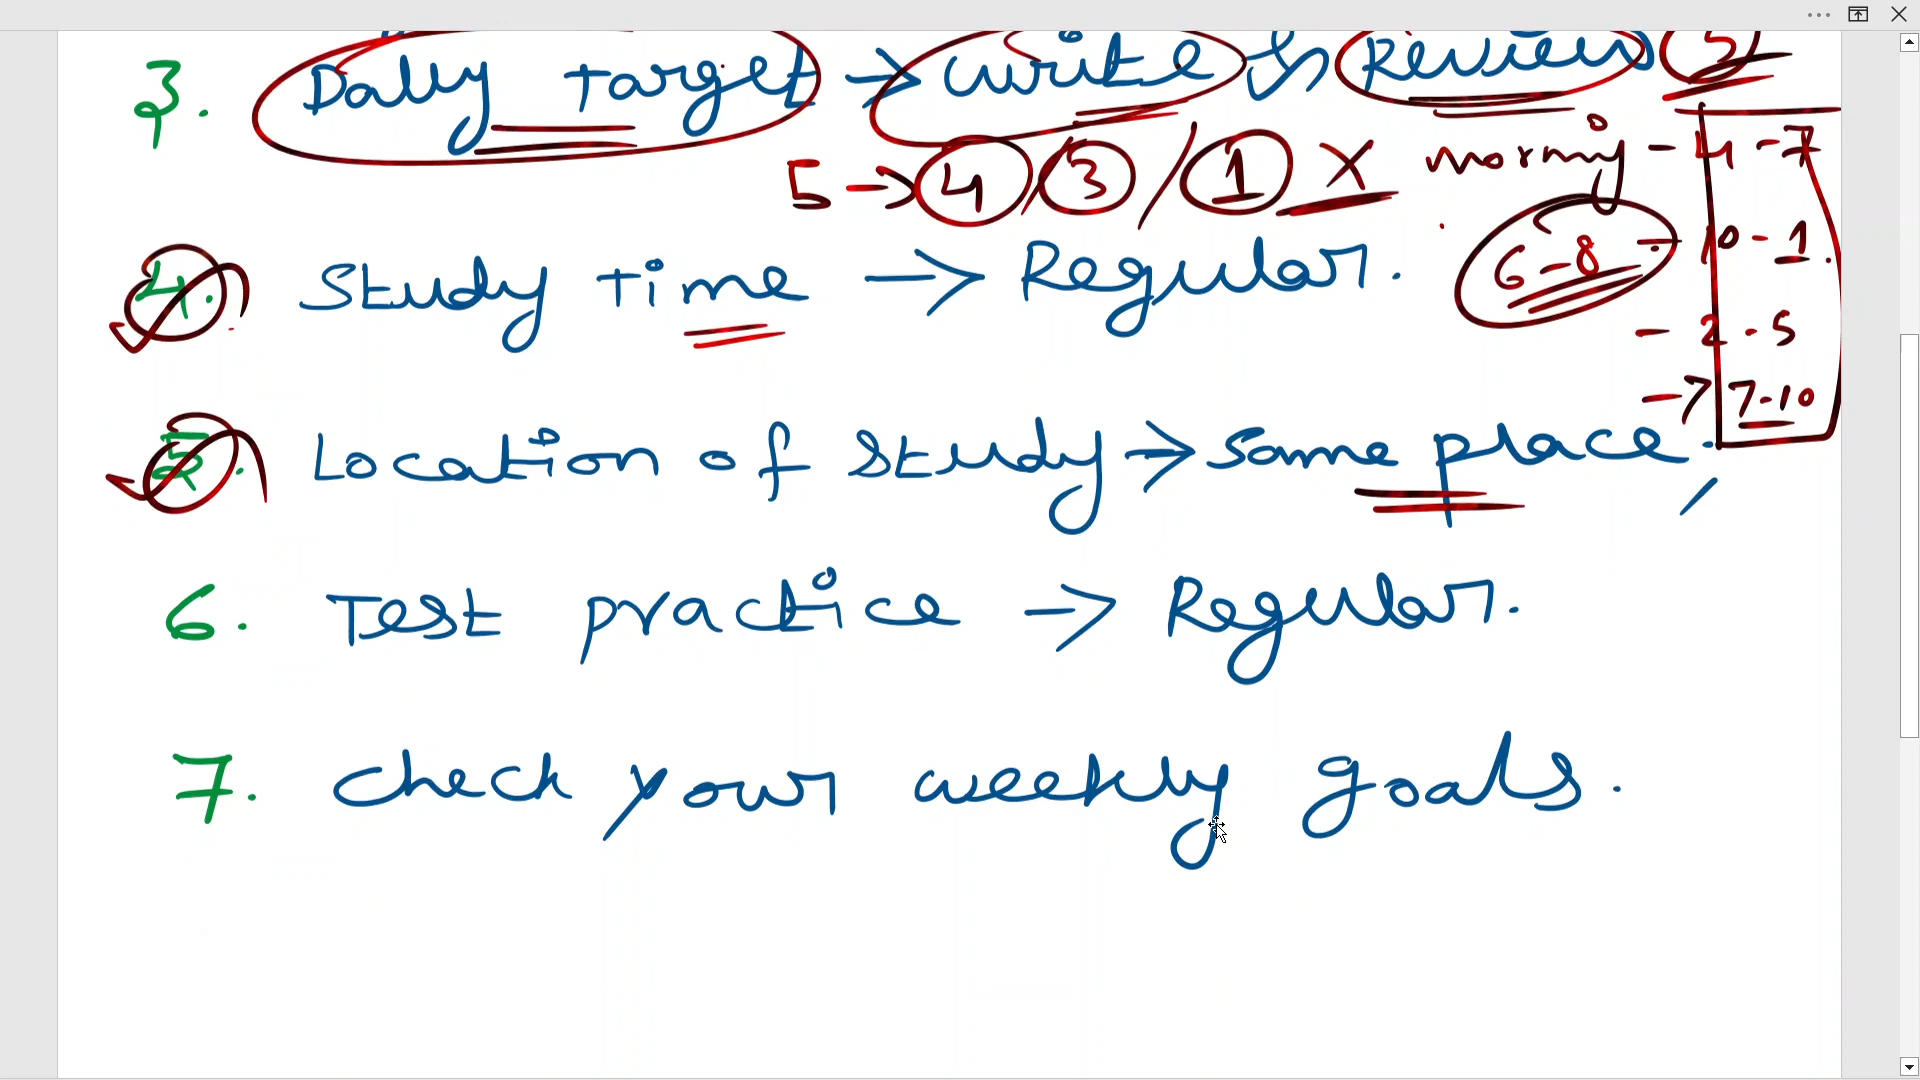 3. Daily target → write & Review 5
5 → 4 / 3 / 1 X morning - 4 - 7
4. Study time → Regular. 6 - 8 - 10 - 1.
- 2 - 5
→ 7 - 10
5. Location of study → same place.
6. Test practice → Regular.
7. check your weekly goals.